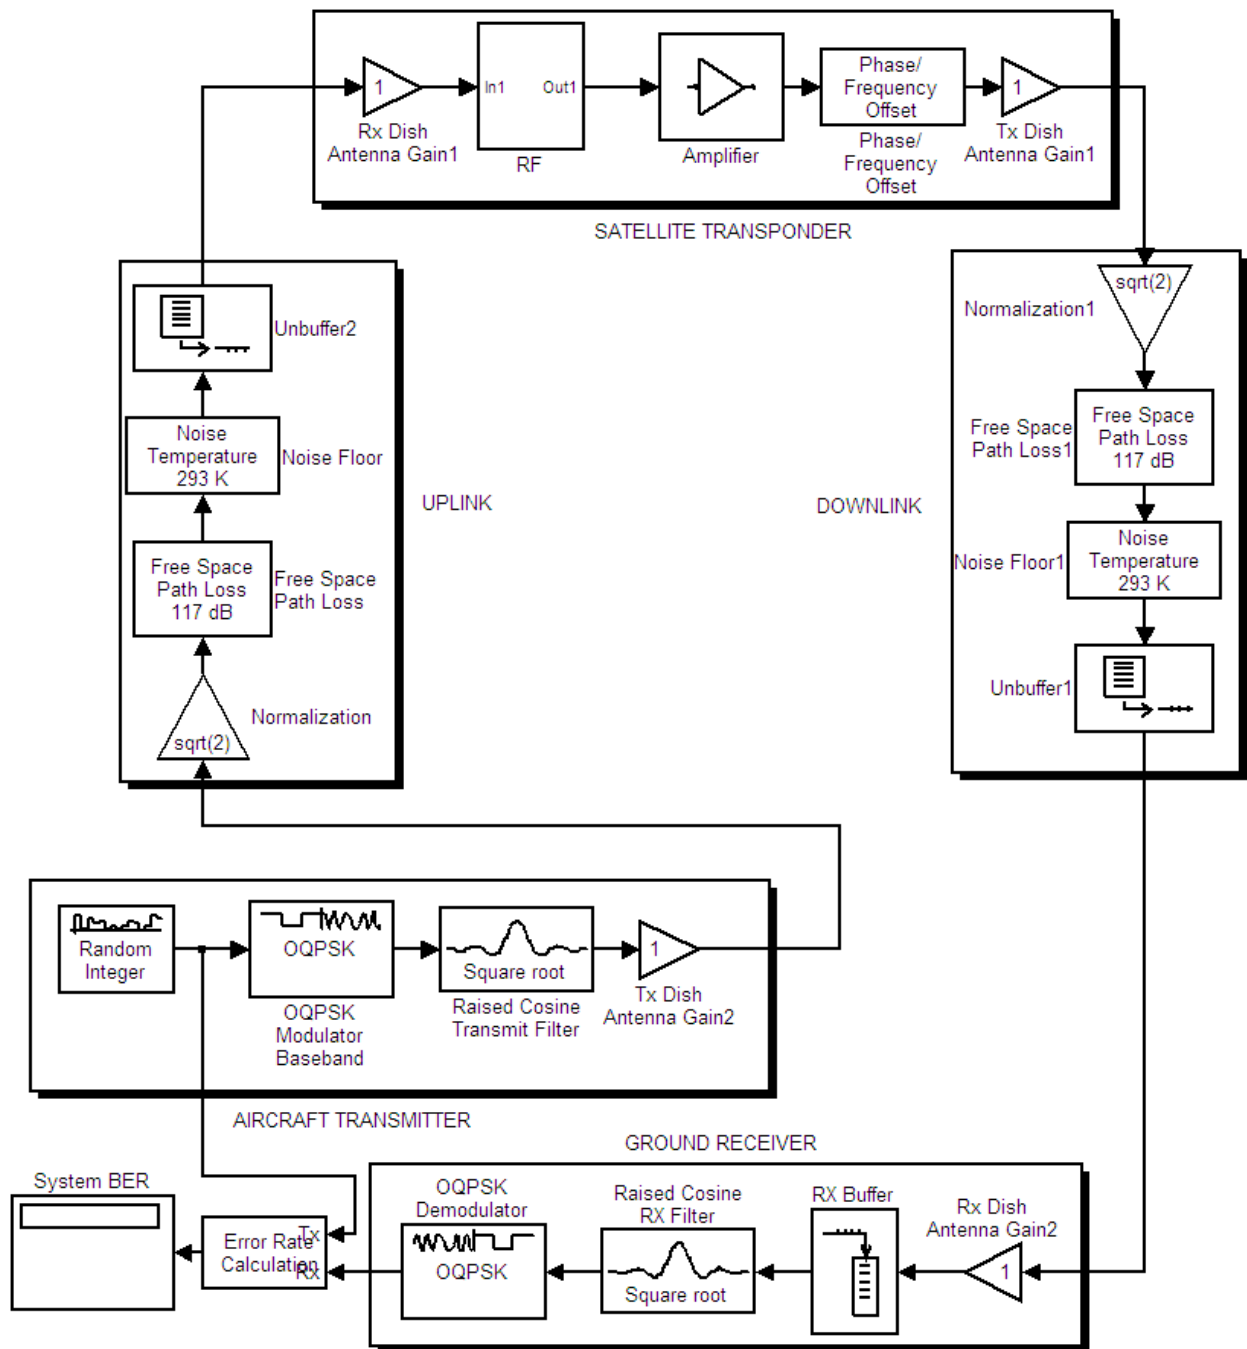 1
Rx Dish
Antenna Gain1
In1
Out1
RF
Amplifier
Phase/
Frequency
Offset
Phase/
Frequency
Offset
1
Tx Dish
Antenna Gain1
SATELLITE TRANSPONDER
Unbuffer2
Noise
Temperature
293 K
Noise Floor
UPLINK
Free Space
Path Loss
117 dB
Free Space
Path Loss
Normalization
sqrt(2)
sqrt(2)
Normalization1
Free Space
Path Loss1
Free Space
Path Loss
117 dB
DOWNLINK
Noise Floor1
Noise
Temperature
293 K
Unbuffer1
Random
Integer
OQPSK
OQPSK
Modulator
Baseband
Square root
Raised Cosine
Transmit Filter
1
Tx Dish
Antenna Gain2
AIRCRAFT TRANSMITTER
GROUND RECEIVER
System BER
Error Rate
Calculation
Tx
Rx
OQPSK
Demodulator
OQPSK
Raised Cosine
RX Filter
Square root
RX Buffer
Rx Dish
Antenna Gain2
1